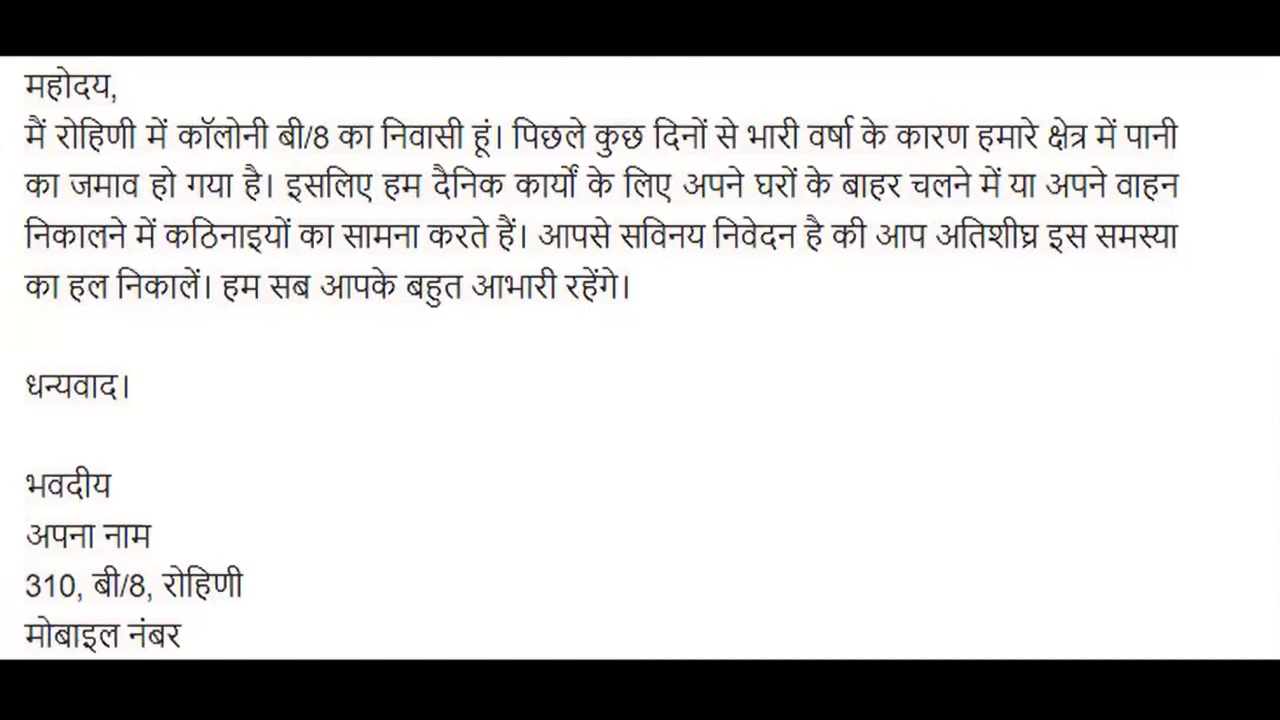 महोदय,
मैं रोहिणी में कॉलोनी बी/8 का निवासी हूं। पिछले कुछ दिनों से भारी वर्षा के कारण हमारे क्षेत्र में पानी
का जमाव हो गया है। इसलिए हम दैनिक कार्यों के लिए अपने घरों के बाहर चलने में या अपने वाहन
निकालने में कठिनाइयों का सामना करते हैं। आपसे सविनय निवेदन है की आप अतिशीघ्र इस समस्या
का हल निकालें। हम सब आपके बहुत आभारी रहेंगे।
धन्यवाद।
भवदीय
अपना नाम
310, बी/8, रोहिणी
मोबाइल नंबर